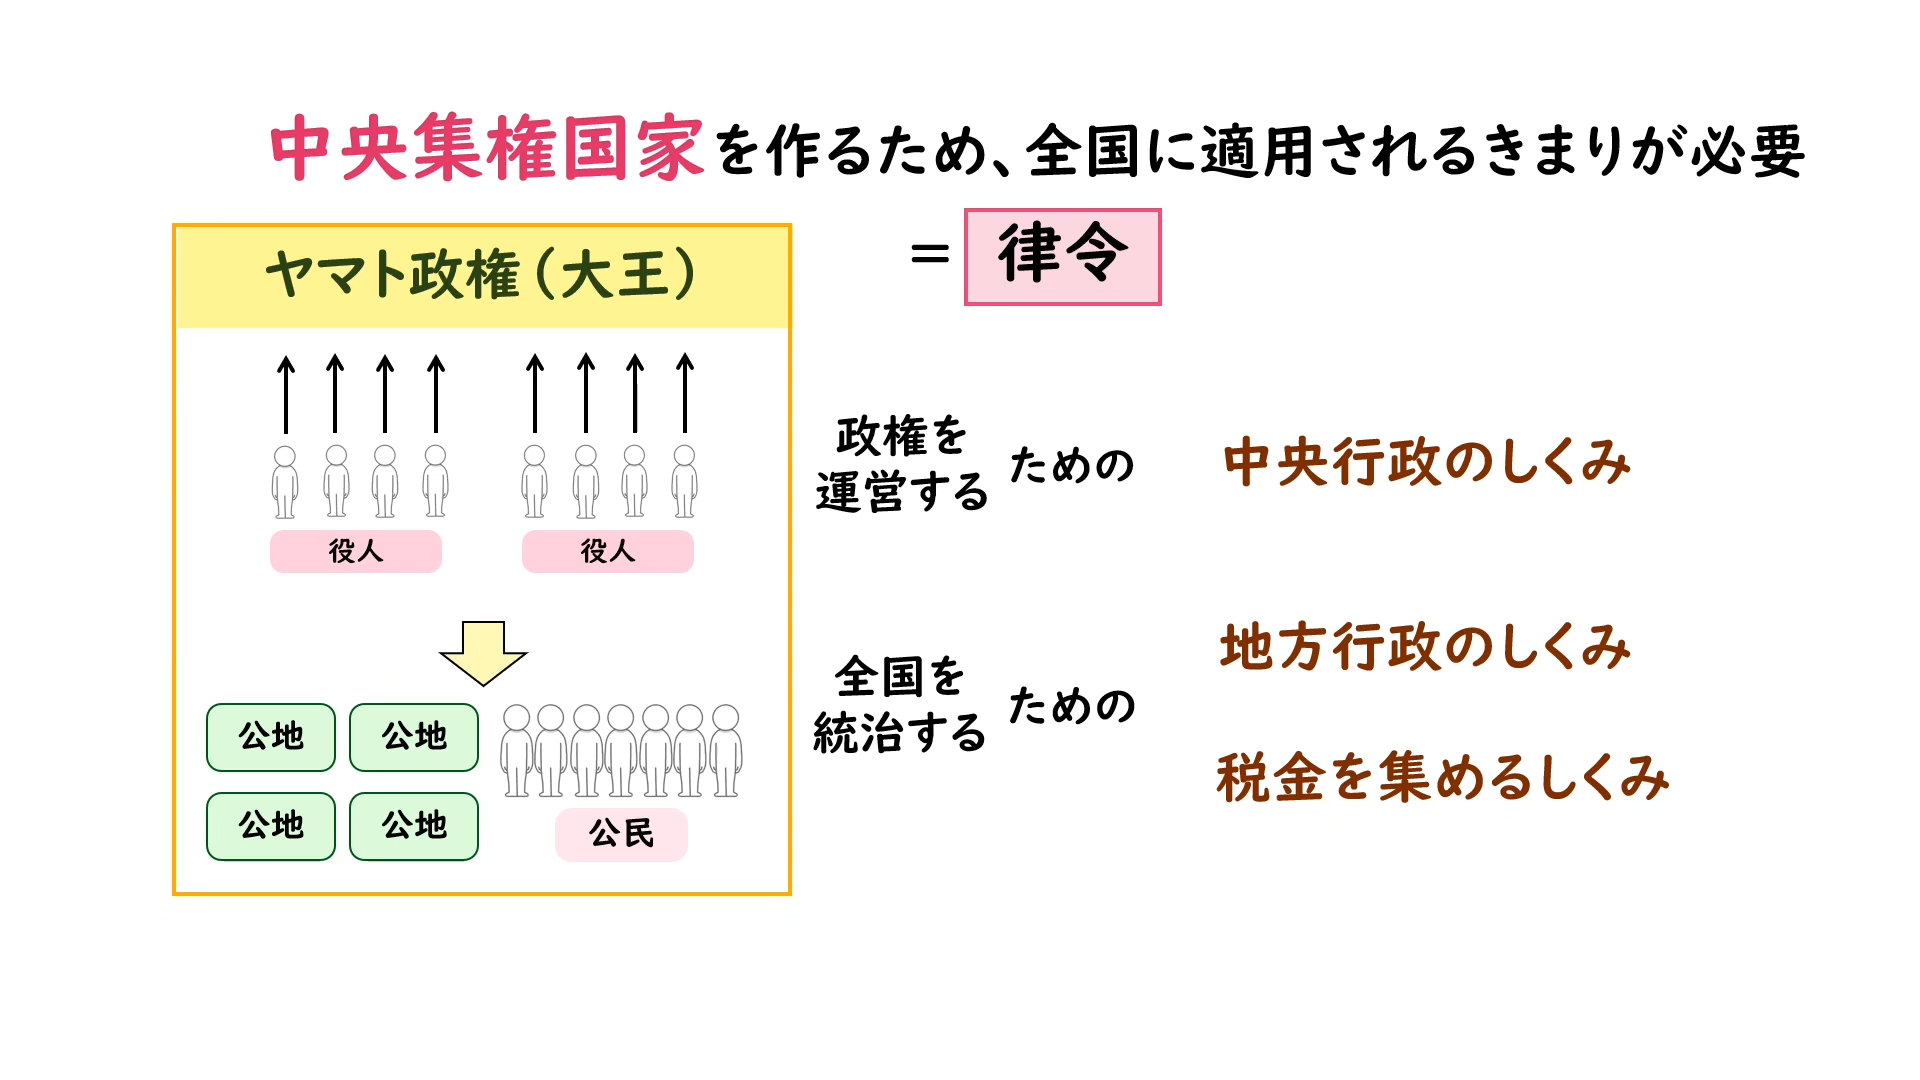 中央集権国家を作るため、全国に適用されるきまりが必要
＝ 律令
ヤマト政権（大王）
役人 役人
公地 公地
公地 公地
公民
政権を
運営する
ための
中央行政のしくみ
全国を
統治する
ための
地方行政のしくみ
税金を集めるしくみ